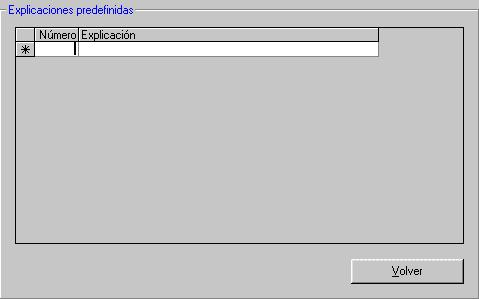 Explicaciones predefinidas
Número Explicación
Volver